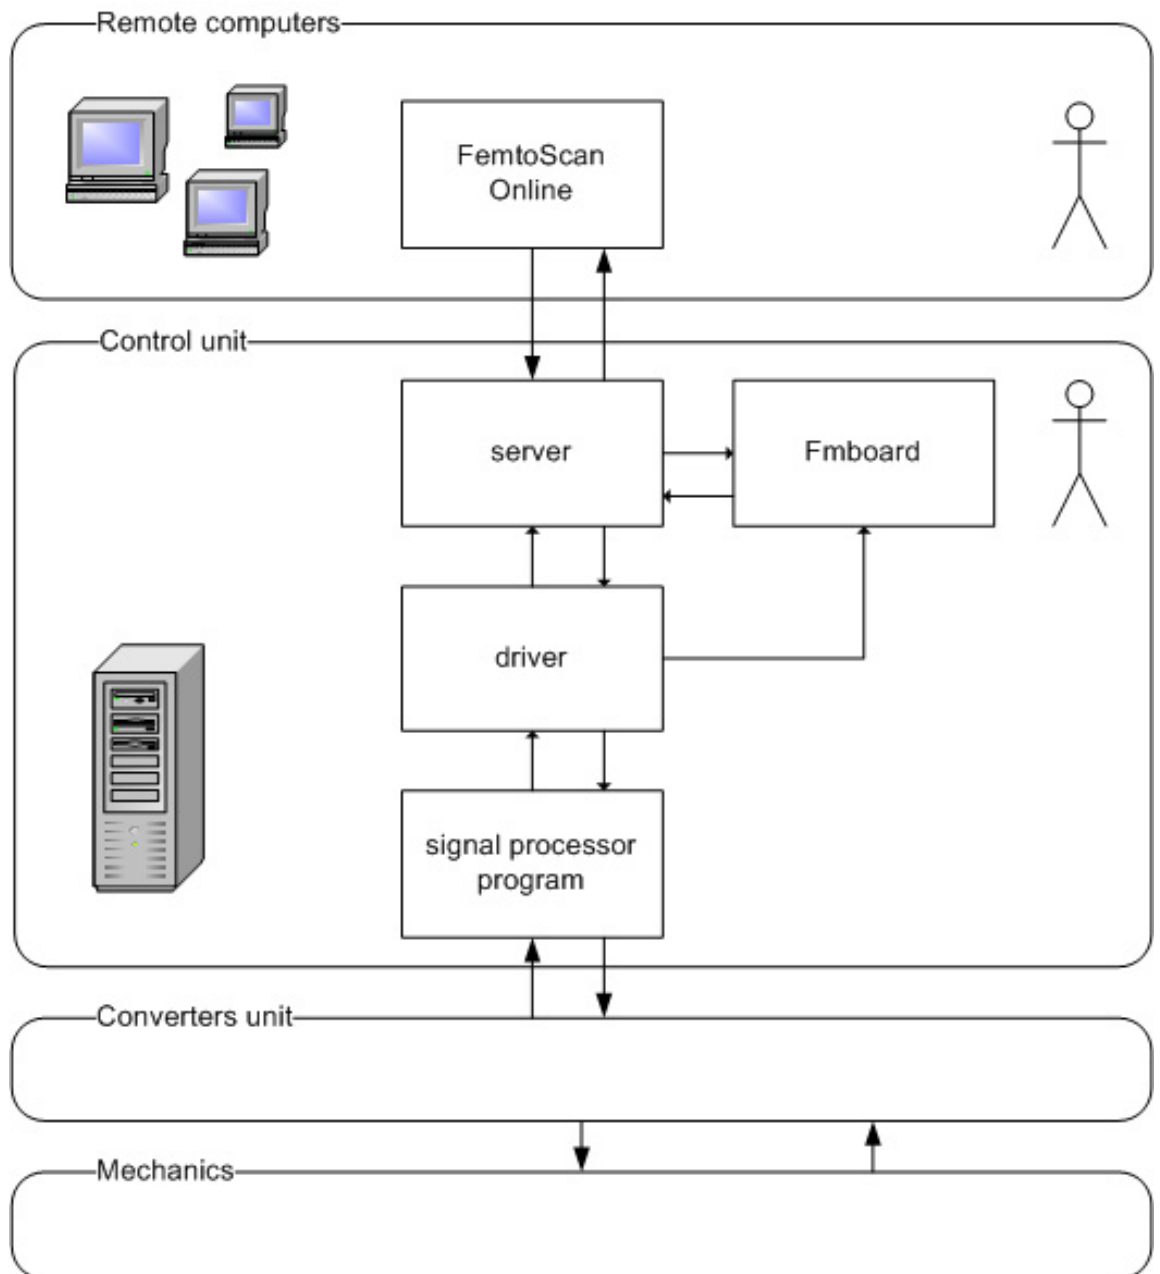 Remote computers
FemtoScan
Online
Control unit
server
Fmboard
driver
signal processor
program
Converters unit
Mechanics